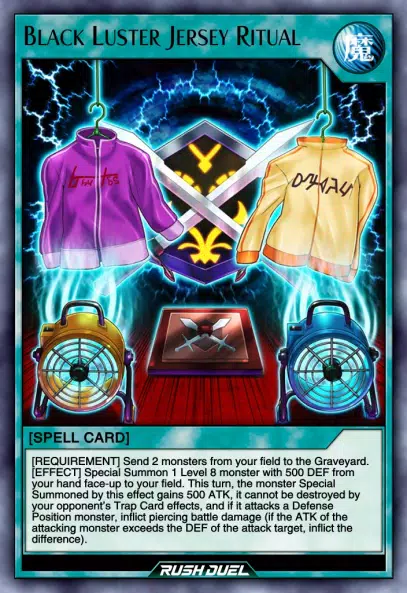 BLACK LUSTER JERSEY RITUAL
魔
[SPELL CARD]
[REQUIREMENT] Send 2 monsters from your field to the Graveyard.
[EFFECT] Special Summon 1 Level 8 monster with 500 DEF from
your hand face-up to your field. This turn, the monster Special
Summoned by this effect gains 500 ATK, it cannot be destroyed by
your opponent's Trap Card effects, and if it attacks a Defense
Position monster, inflict piercing battle damage (if the ATK of the
attacking monster exceeds the DEF of the attack target, inflict the
difference).
RUSH DUEL